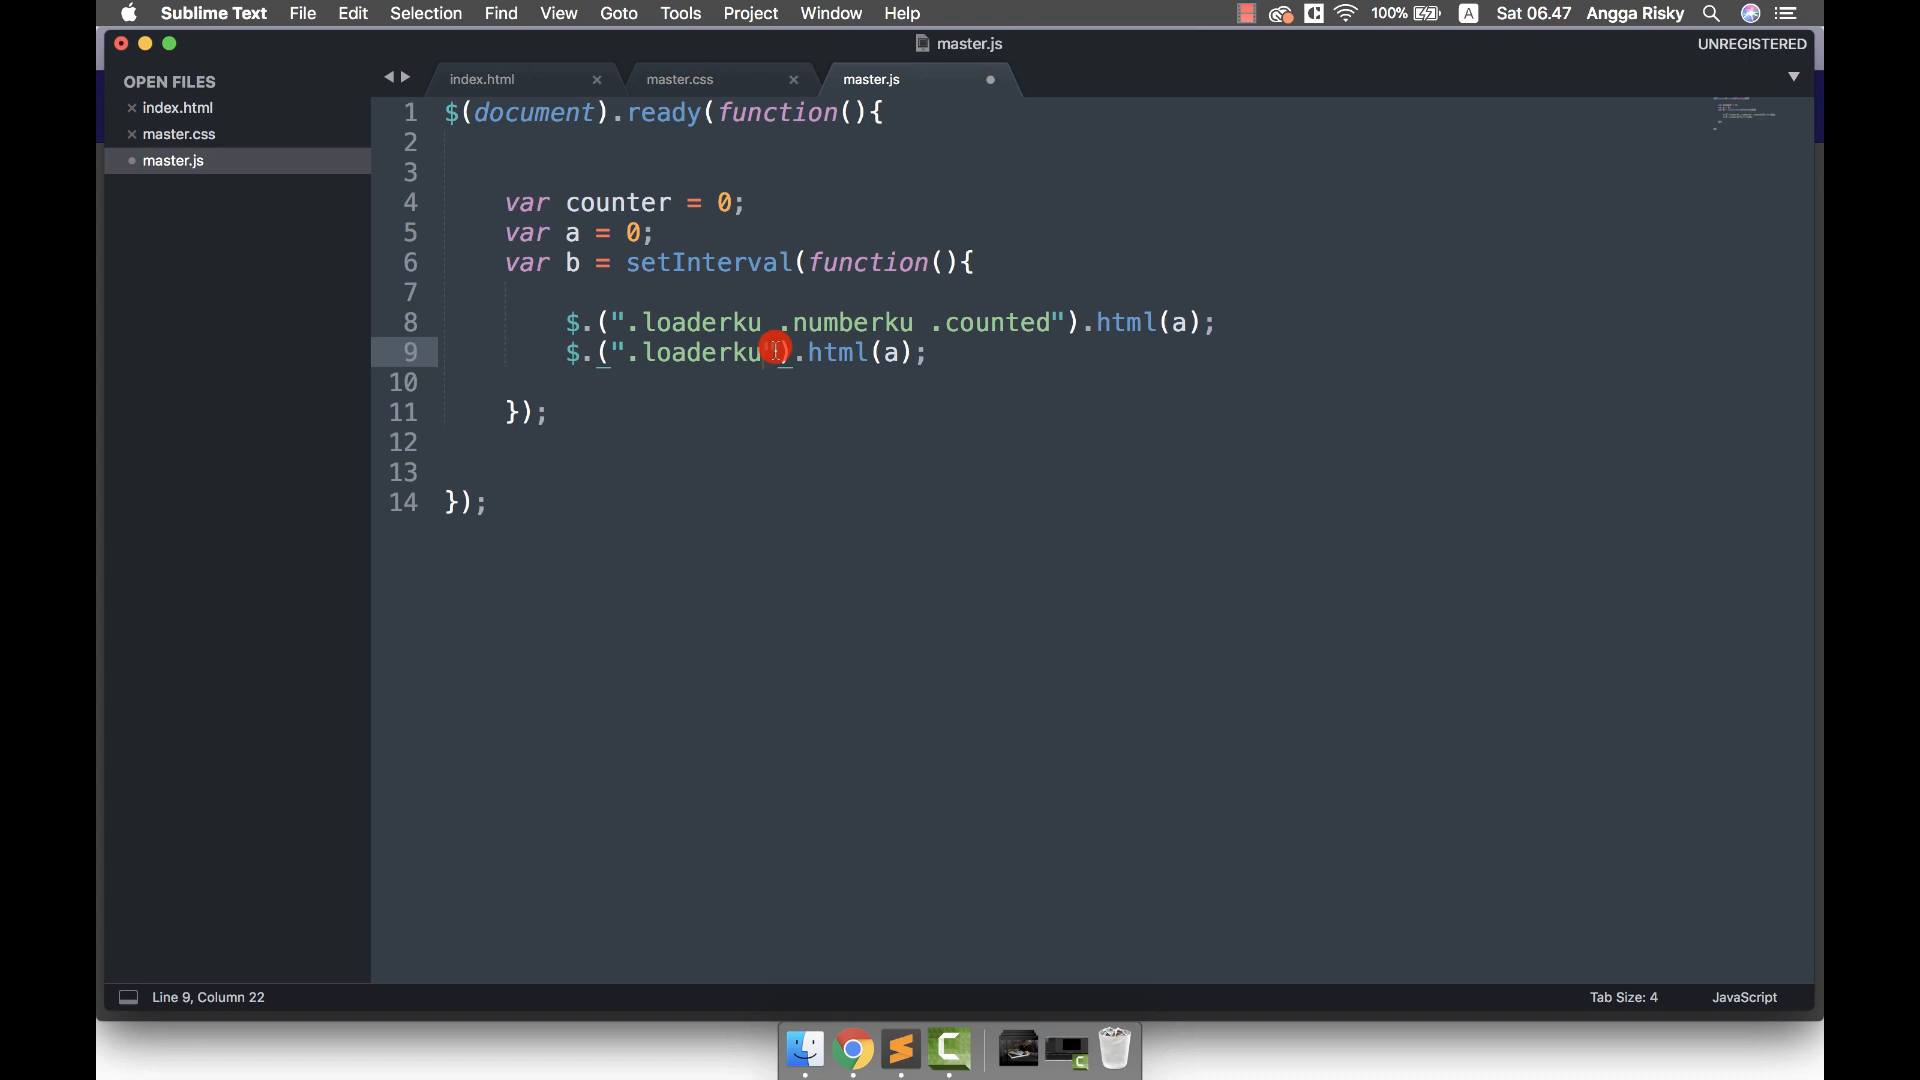 Sublime Text File Edit Selection Find View Goto Tools Project Window Help 100% A Sat 06.47 Angga Risky
master.js UNREGISTERED
OPEN FILES
index.html
master.css
master.js
index.html master.css master.js
1 $(document).ready(function(){
2
3
4 var counter = 0;
5 var a = 0;
6 var b = setInterval(function(){
7
8 $.(".loaderku .numberku .counted").html(a);
9 $.(".loaderku").html(a);
10
11 });
12
13
14 });
Line 9, Column 22 Tab Size: 4 JavaScript